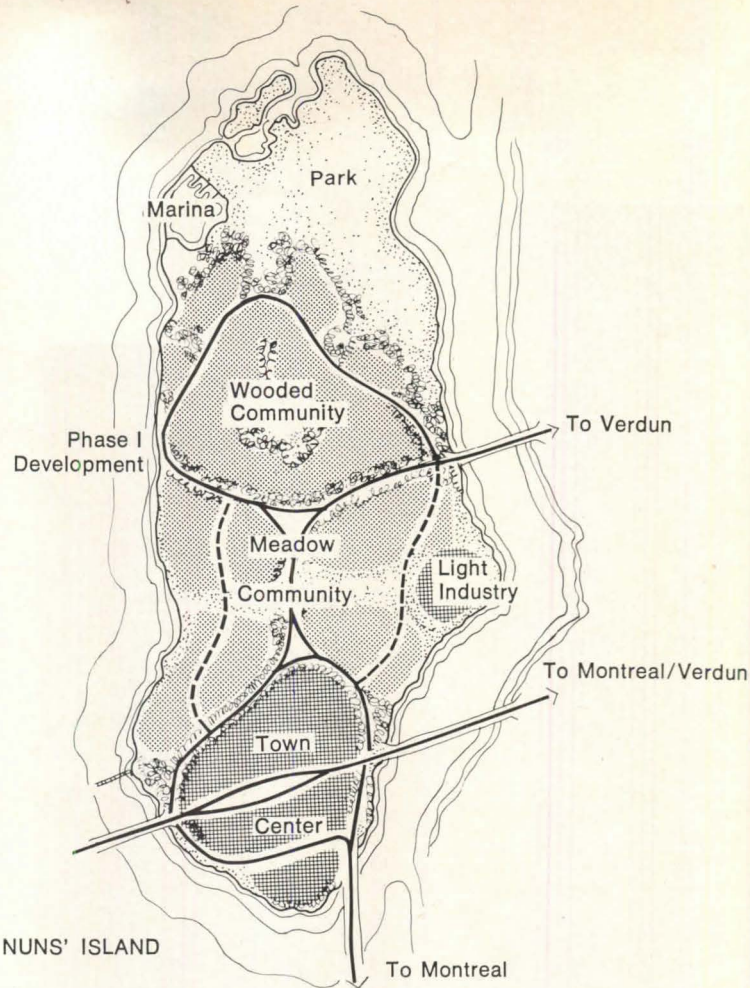 Park
Marina
Wooded
Community
To Verdun
Phase I
Development
Meadow
Community
Light
Industry
To Montreal/Verdun
Town
Center
NUNS' ISLAND
To Montreal